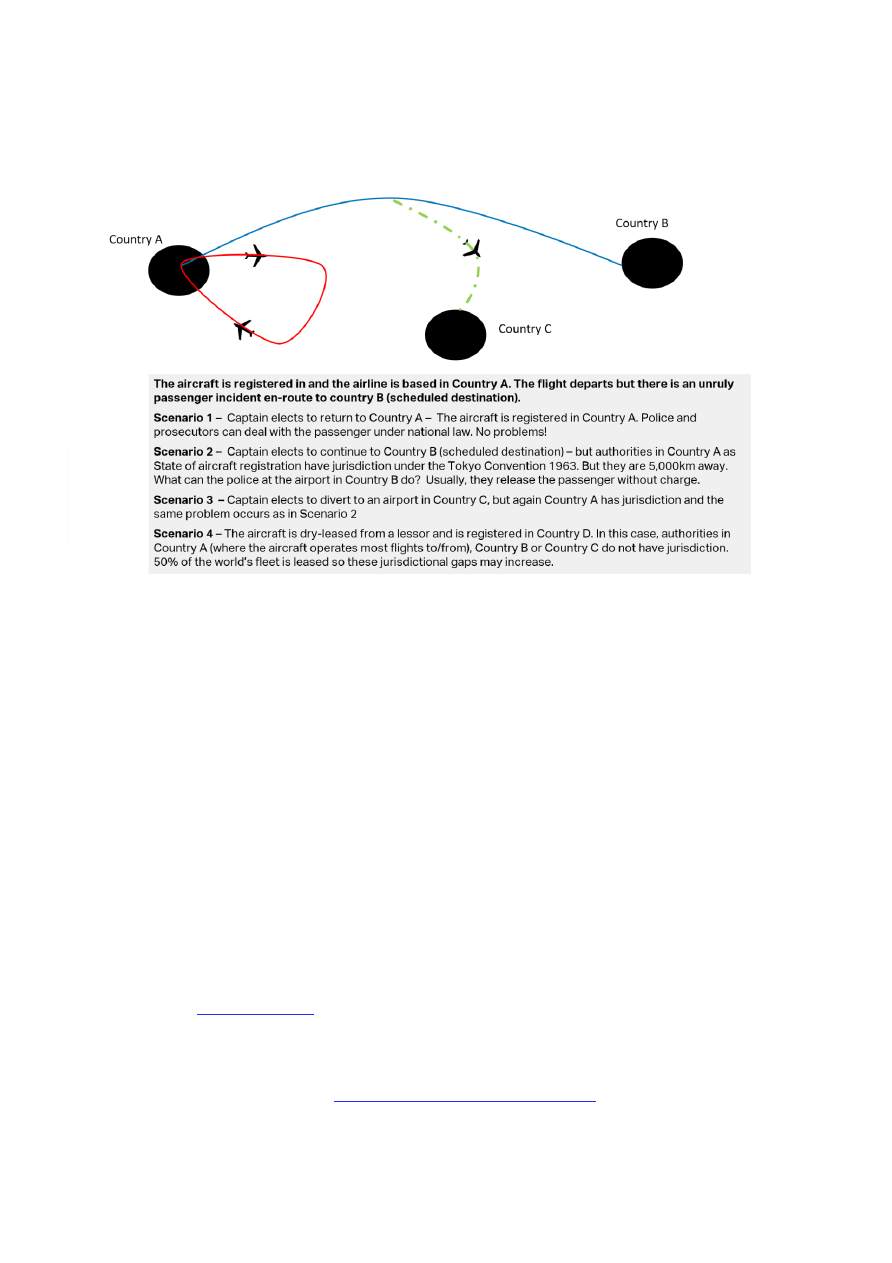 Country B
Country A
Country C
The aircraft is registered in and the airline is based in Country A. The flight departs but there is an unruly
passenger incident en-route to country B (scheduled destination).
Scenario 1 – Captain elects to return to Country A – The aircraft is registered in Country A. Police and
prosecutors can deal with the passenger under national law. No problems!
Scenario 2 – Captain elects to continue to Country B (scheduled destination) – but authorities in Country A as
State of aircraft registration have jurisdiction under the Tokyo Convention 1963. But they are 5,000km away.
What can the police at the airport in Country B do? Usually, they release the passenger without charge.
Scenario 3 – Captain elects to divert to an airport in Country C, but again Country A has jurisdiction and the
same problem occurs as in Scenario 2
Scenario 4 – The aircraft is dry-leased from a lessor and is registered in Country D. In this case, authorities in
Country A (where the aircraft operates most flights to/from), Country B or Country C do not have jurisdiction.
50% of the world's fleet is leased so these jurisdictional gaps may increase.